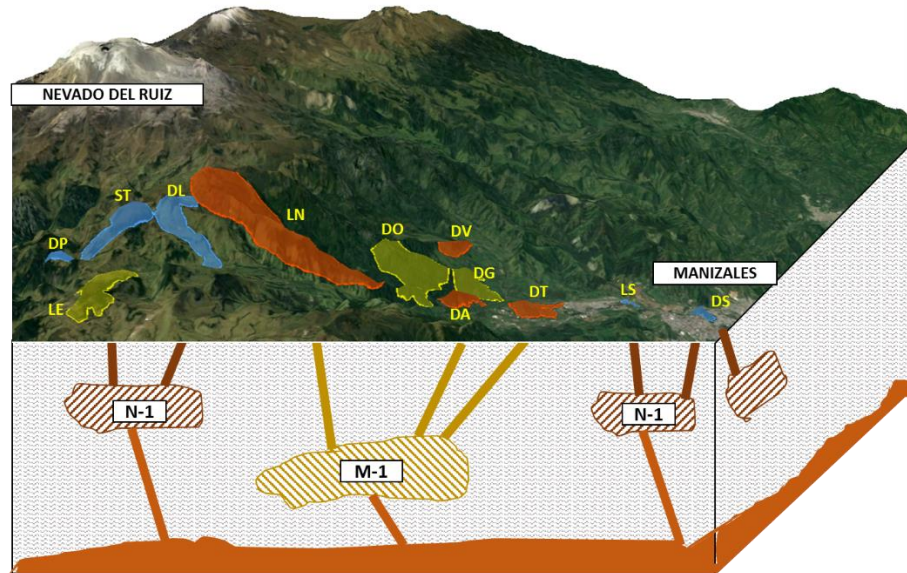 NEVADO DEL RUIZ
ST
DL
LN
DO
DV
DP
DG
MANIZALES
LE
DA
DT
LS
DS
N-1
N-1
M-1